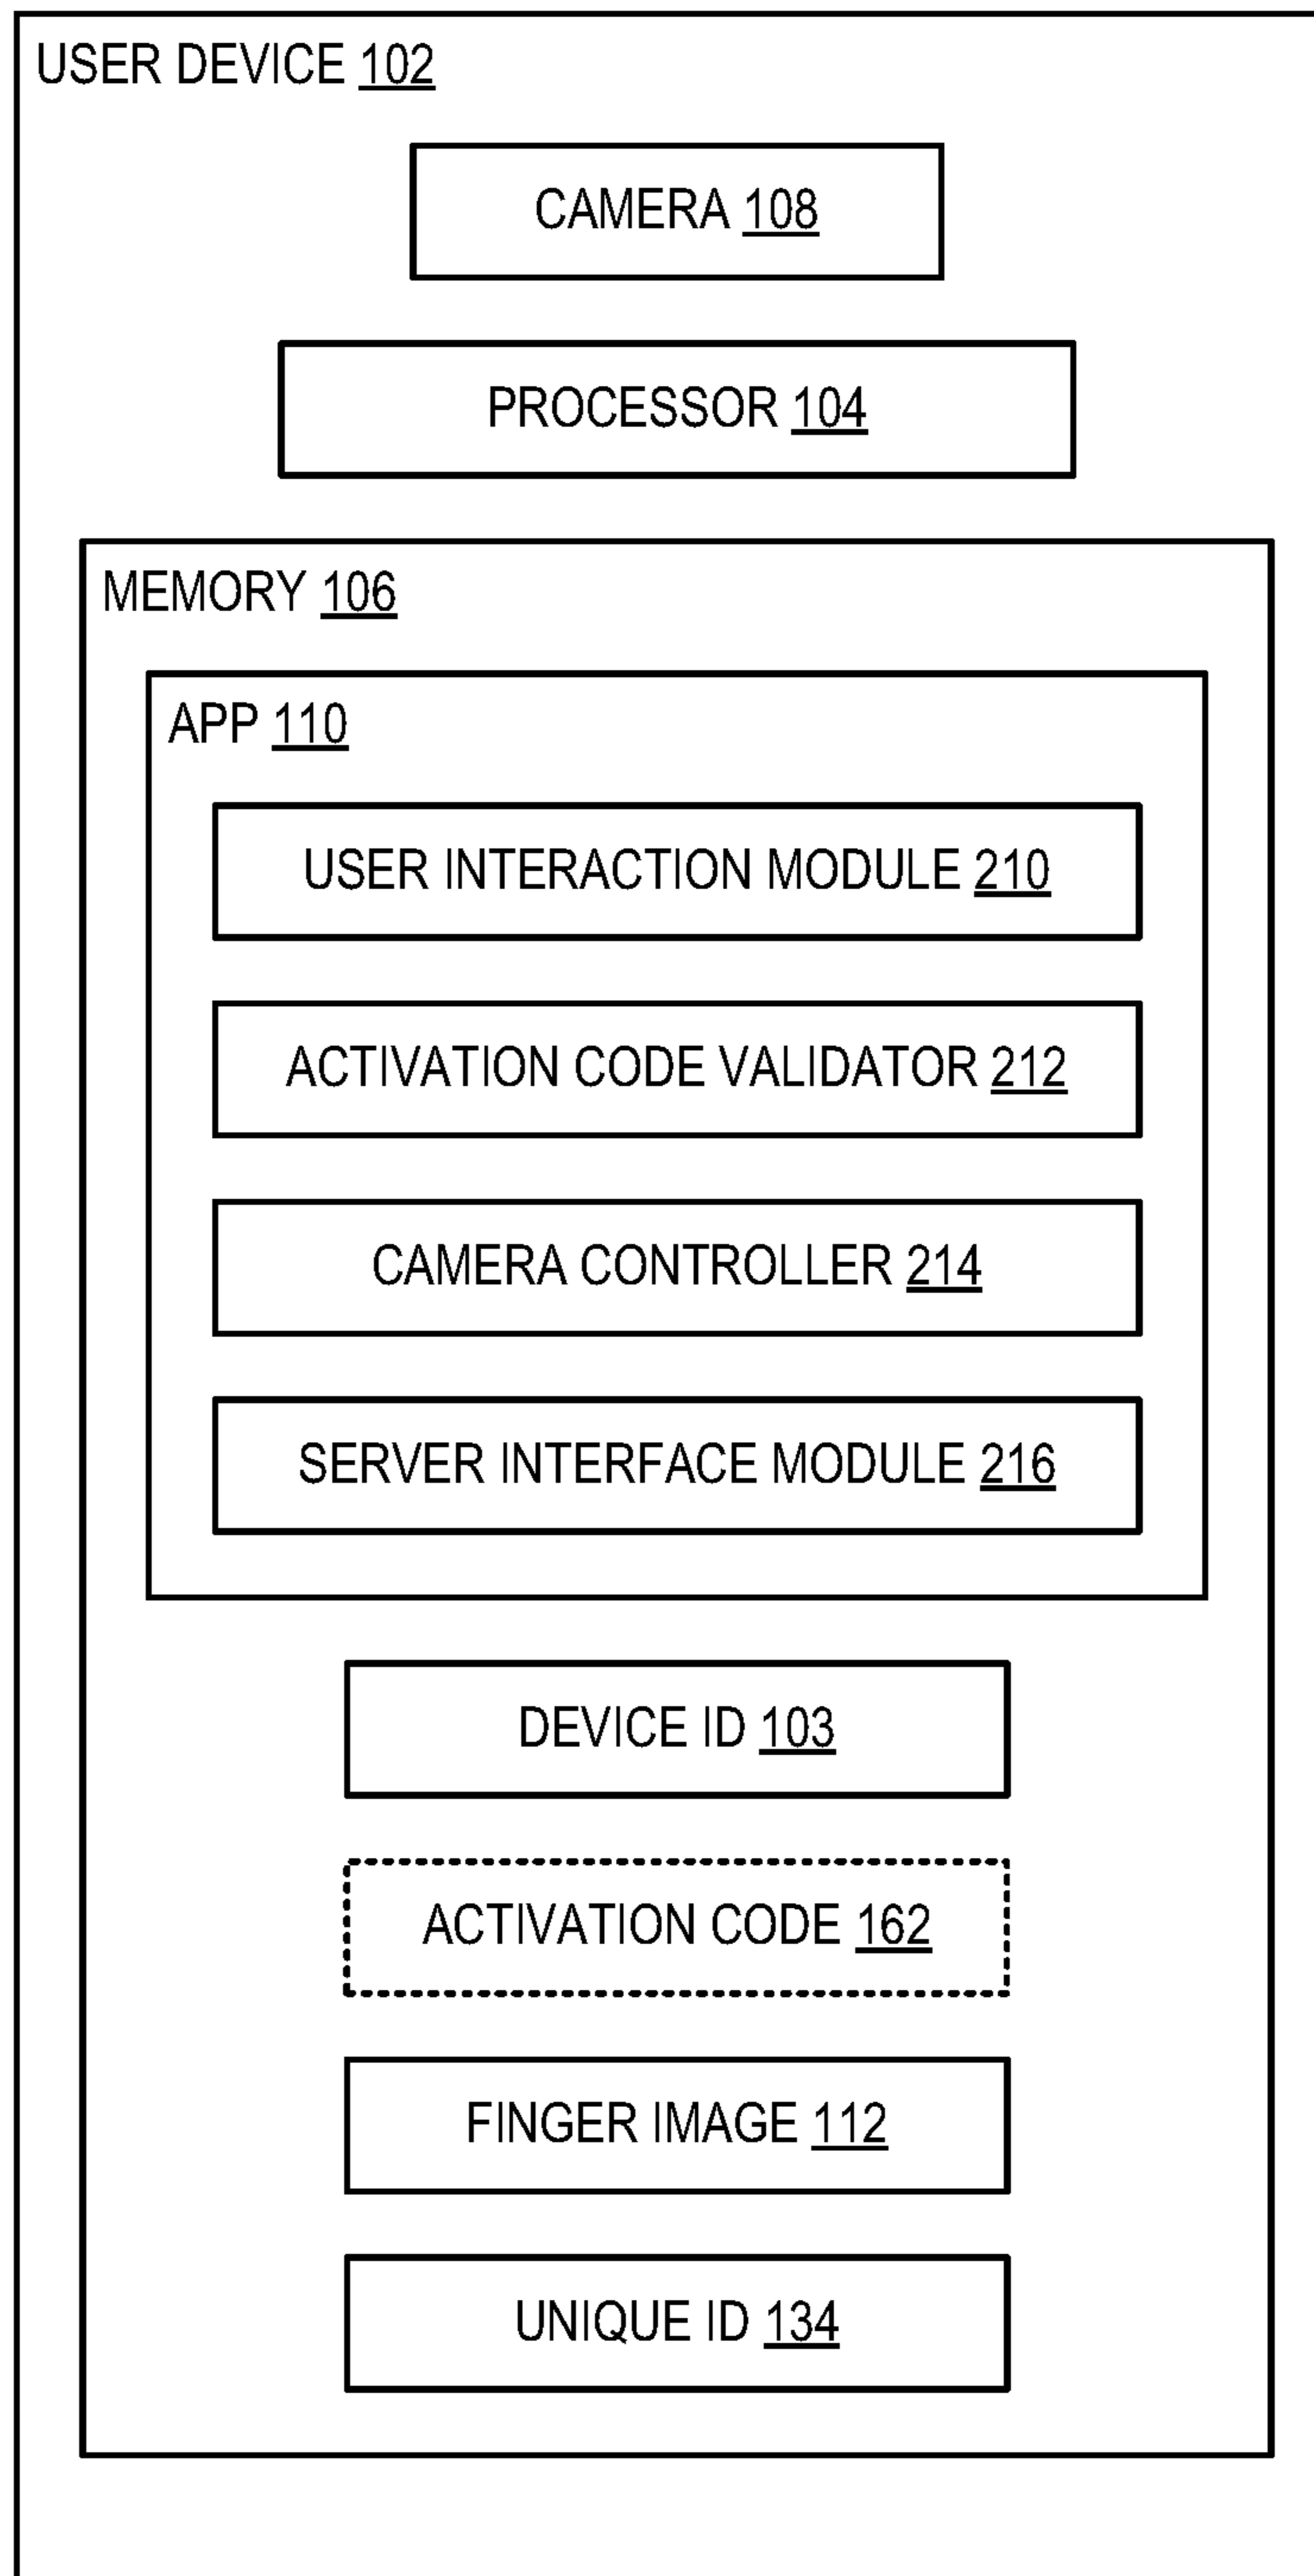 USER DEVICE 102
CAMERA 108
PROCESSOR 104
MEMORY 106
APP 110
USER INTERACTION MODULE 210
ACTIVATION CODE VALIDATOR 212
CAMERA CONTROLLER 214
SERVER INTERFACE MODULE 216
DEVICE ID 103
ACTIVATION CODE 162
FINGER IMAGE 112
UNIQUE ID 134